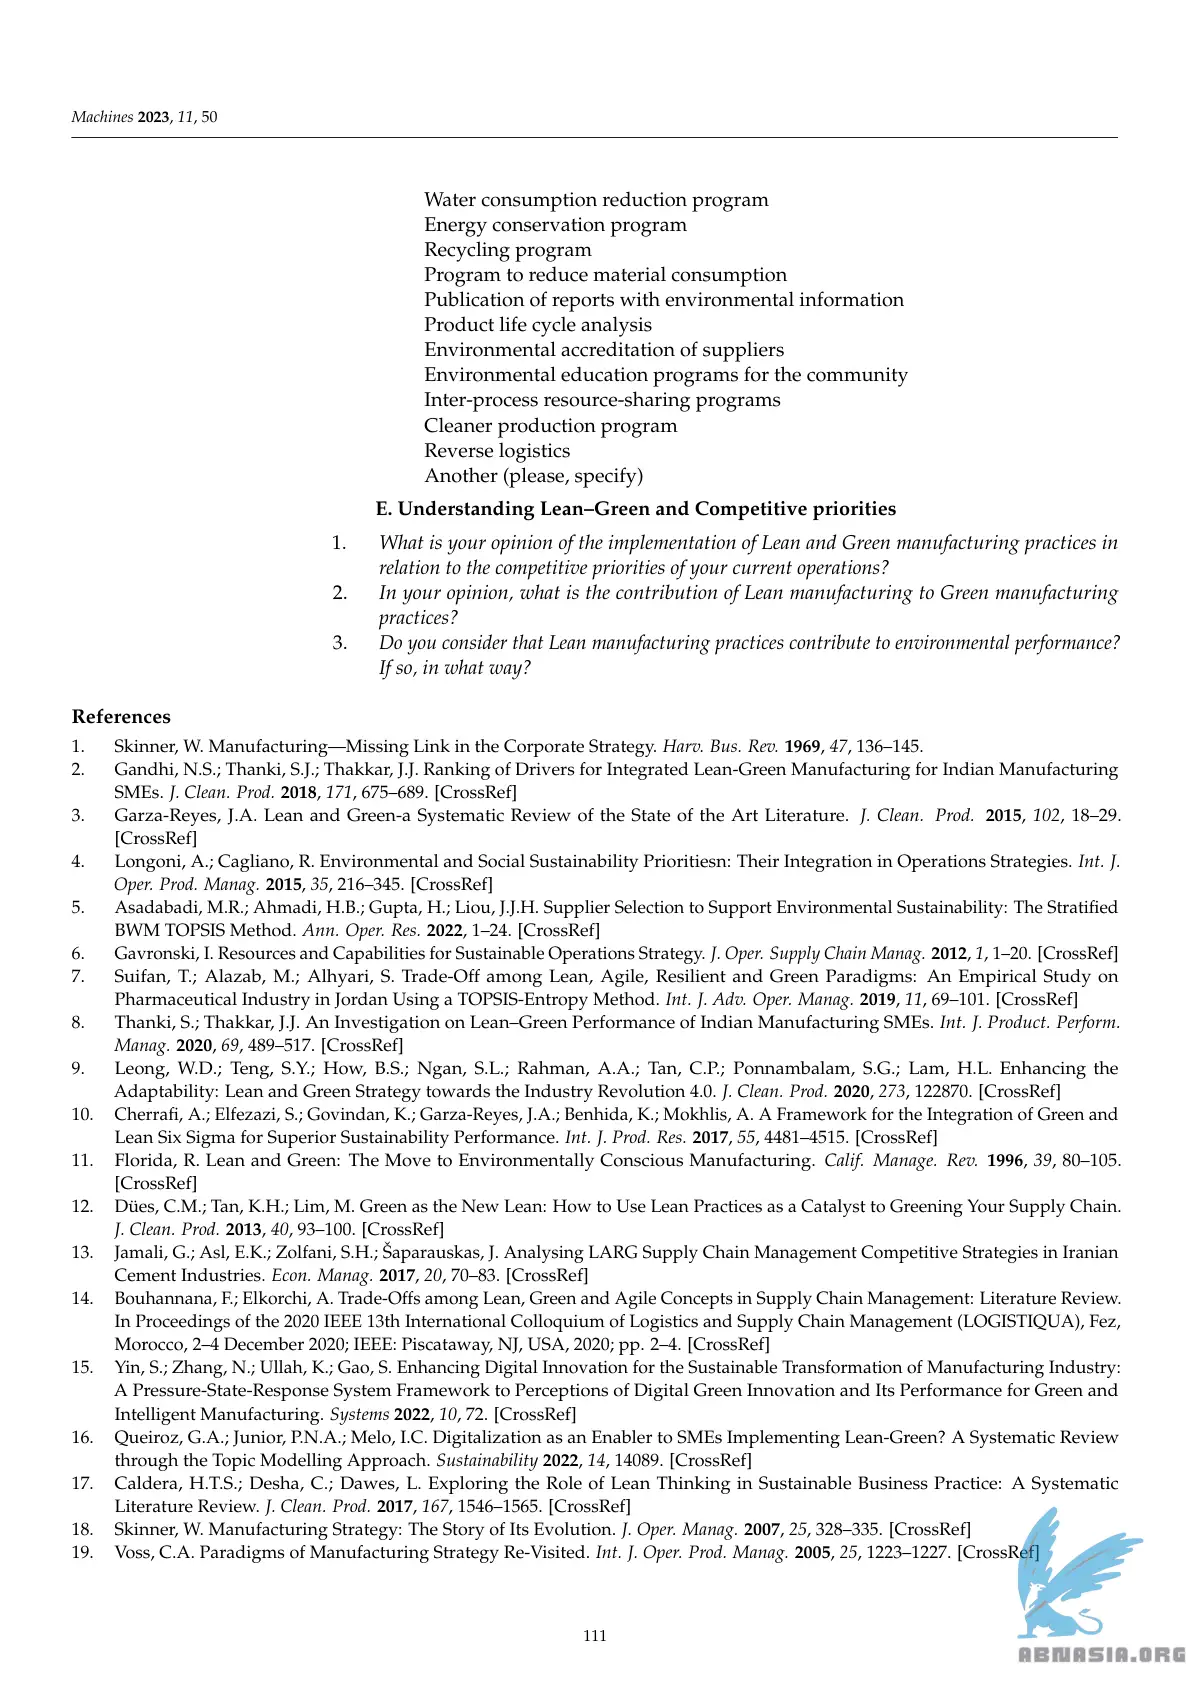 Machines 2023, 11, 50
Water consumption reduction program
Energy conservation program
Recycling program
Program to reduce material consumption
Publication of reports with environmental information
Product life cycle analysis
Environmental accreditation of suppliers
Environmental education programs for the community
Inter-process resource-sharing programs
Cleaner production program
Reverse logistics
Another (please, specify)
E. Understanding Lean–Green and Competitive priorities
1. What is your opinion of the implementation of Lean and Green manufacturing practices in
relation to the competitive priorities of your current operations?
2. In your opinion, what is the contribution of Lean manufacturing to Green manufacturing
practices?
3. Do you consider that Lean manufacturing practices contribute to environmental performance?
If so, in what way?
References
1. Skinner, W. Manufacturing—Missing Link in the Corporate Strategy. Harv. Bus. Rev. 1969, 47, 136–145.
2. Gandhi, N.S.; Thanki, S.J.; Thakkar, J.J. Ranking of Drivers for Integrated Lean-Green Manufacturing for Indian Manufacturing
SMEs. J. Clean. Prod. 2018, 171, 675–689. [CrossRef]
3. Garza-Reyes, J.A. Lean and Green-a Systematic Review of the State of the Art Literature. J. Clean. Prod. 2015, 102, 18–29.
[CrossRef]
4. Longoni, A.; Cagliano, R. Environmental and Social Sustainability Prioritiesn: Their Integration in Operations Strategies. Int. J.
Oper. Prod. Manag. 2015, 35, 216–345. [CrossRef]
5. Asadabadi, M.R.; Ahmadi, H.B.; Gupta, H.; Liou, J.J.H. Supplier Selection to Support Environmental Sustainability: The Stratified
BWM TOPSIS Method. Ann. Oper. Res. 2022, 1–24. [CrossRef]
6. Gavronski, I. Resources and Capabilities for Sustainable Operations Strategy. J. Oper. Supply Chain Manag. 2012, 1, 1–20. [CrossRef]
7. Suifan, T.; Alazab, M.; Alhyari, S. Trade-Off among Lean, Agile, Resilient and Green Paradigms: An Empirical Study on
Pharmaceutical Industry in Jordan Using a TOPSIS-Entropy Method. Int. J. Adv. Oper. Manag. 2019, 11, 69–101. [CrossRef]
8. Thanki, S.; Thakkar, J.J. An Investigation on Lean–Green Performance of Indian Manufacturing SMEs. Int. J. Product. Perform.
Manag. 2020, 69, 489–517. [CrossRef]
9. Leong, W.D.; Teng, S.Y.; How, B.S.; Ngan, S.L.; Rahman, A.A.; Tan, C.P.; Ponnambalam, S.G.; Lam, H.L. Enhancing the
Adaptability: Lean and Green Strategy towards the Industry Revolution 4.0. J. Clean. Prod. 2020, 273, 122870. [CrossRef]
10. Cherrafi, A.; Elfezazi, S.; Govindan, K.; Garza-Reyes, J.A.; Benhida, K.; Mokhlis, A. A Framework for the Integration of Green and
Lean Six Sigma for Superior Sustainability Performance. Int. J. Prod. Res. 2017, 55, 4481–4515. [CrossRef]
11. Florida, R. Lean and Green: The Move to Environmentally Conscious Manufacturing. Calif. Manage. Rev. 1996, 39, 80–105.
[CrossRef]
12. Dües, C.M.; Tan, K.H.; Lim, M. Green as the New Lean: How to Use Lean Practices as a Catalyst to Greening Your Supply Chain.
J. Clean. Prod. 2013, 40, 93–100. [CrossRef]
13. Jamali, G.; Asl, E.K.; Zolfani, S.H.; Šaparauskas, J. Analysing LARG Supply Chain Management Competitive Strategies in Iranian
Cement Industries. Econ. Manag. 2017, 20, 70–83. [CrossRef]
14. Bouhannana, F.; Elkorchi, A. Trade-Offs among Lean, Green and Agile Concepts in Supply Chain Management: Literature Review.
In Proceedings of the 2020 IEEE 13th International Colloquium of Logistics and Supply Chain Management (LOGISTIQUA), Fez,
Morocco, 2–4 December 2020; IEEE: Piscataway, NJ, USA, 2020; pp. 2–4. [CrossRef]
15. Yin, S.; Zhang, N.; Ullah, K.; Gao, S. Enhancing Digital Innovation for the Sustainable Transformation of Manufacturing Industry:
A Pressure-State-Response System Framework to Perceptions of Digital Green Innovation and Its Performance for Green and
Intelligent Manufacturing. Systems 2022, 10, 72. [CrossRef]
16. Queiroz, G.A.; Junior, P.N.A.; Melo, I.C. Digitalization as an Enabler to SMEs Implementing Lean-Green? A Systematic Review
through the Topic Modelling Approach. Sustainability 2022, 14, 14089. [CrossRef]
17. Caldera, H.T.S.; Desha, C.; Dawes, L. Exploring the Role of Lean Thinking in Sustainable Business Practice: A Systematic
Literature Review. J. Clean. Prod. 2017, 167, 1546–1565. [CrossRef]
18. Skinner, W. Manufacturing Strategy: The Story of Its Evolution. J. Oper. Manag. 2007, 25, 328–335. [CrossRef]
19. Voss, C.A. Paradigms of Manufacturing Strategy Re-Visited. Int. J. Oper. Prod. Manag. 2005, 25, 1223–1227. [CrossRef]
111
ABNASIA.ORG